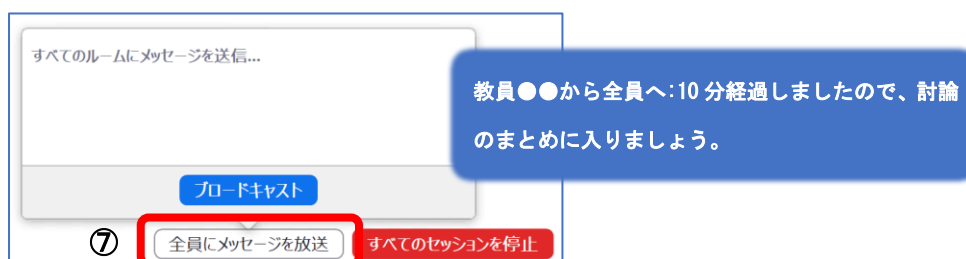 すべてのルームにメッセージを送信...
教員●●から全員へ:10分経過しましたので、討論
のまとめに入りましょう。
ブロードキャスト
⑦ 全員にメッセージを放送 すべてのセッションを停止